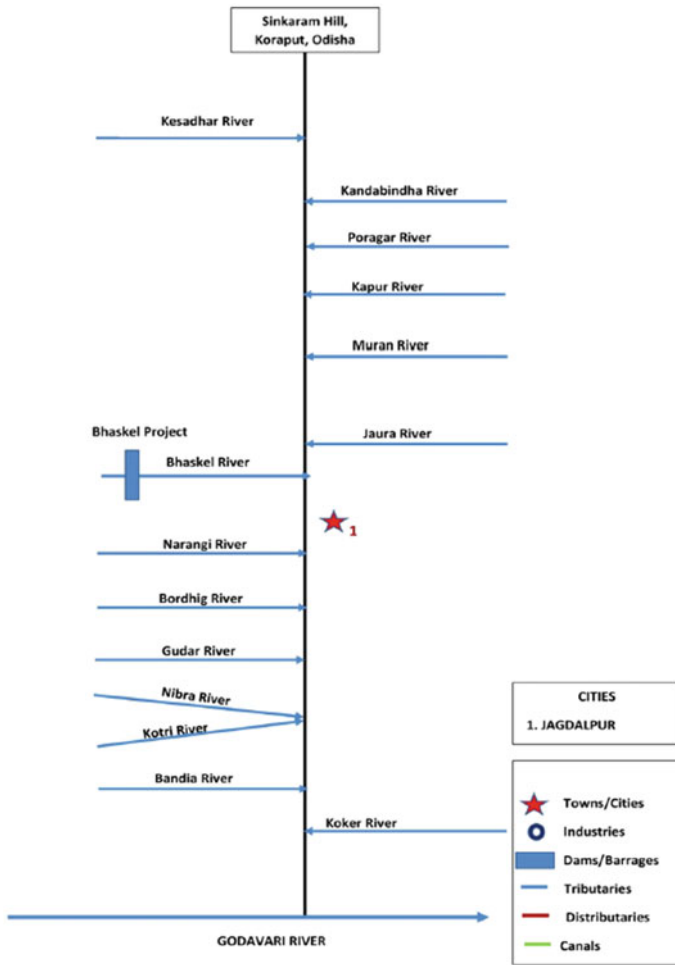 Sinkaram Hill,
Koraput, Odisha
Kesadhar River
Kandabindha River
Poragar River
Kapur River
Muran River
Jaura River
Bhaskel Project
Bhaskel River
1
Narangi River
Bordhig River
Gudar River
Nibra River
Kotri River
Bandia River
Koker River
GODAVARI RIVER
CITIES
1. JAGDALPUR
Towns/Cities
Industries
Dams/Barrages
Tributaries
Distributaries
Canals